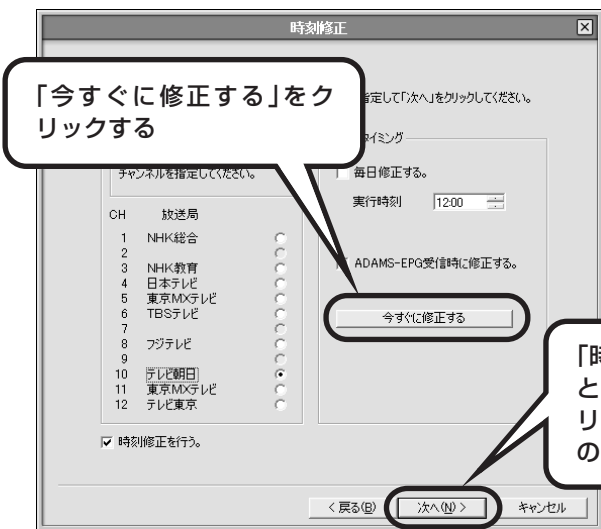 時刻修正
「今すぐに修正する」をク
リックする
指定して「次へ」をクリックしてください。
タイミング
チャンネルを指定してください。
毎日修正する。
実行時刻 12:00
CH 放送局
1 NHK総合
2
3 NHK教育
4 日本テレビ
5 東京MXテレビ
6 TBSテレビ
7
8 フジテレビ
9
10 テレビ朝日
11 東京MXテレビ
12 テレビ東京
ADAMS-EPG受信時に修正する。
今すぐに修正する
「時
と
リ
の
時刻修正を行う。
< 戻る(B)
次へ(N) >
キャンセル